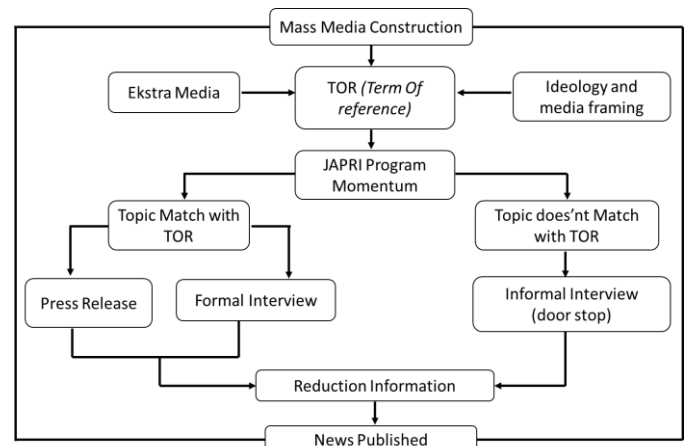 Mass Media Construction
Ekstra Media
TOR (Term Of
reference)
Ideology and
media framing
JAPRI Program
Momentum
Topic Match with
TOR
Topic does'nt Match
with TOR
Press Release
Formal Interview
Informal Interview
(door stop)
Reduction Information
News Published